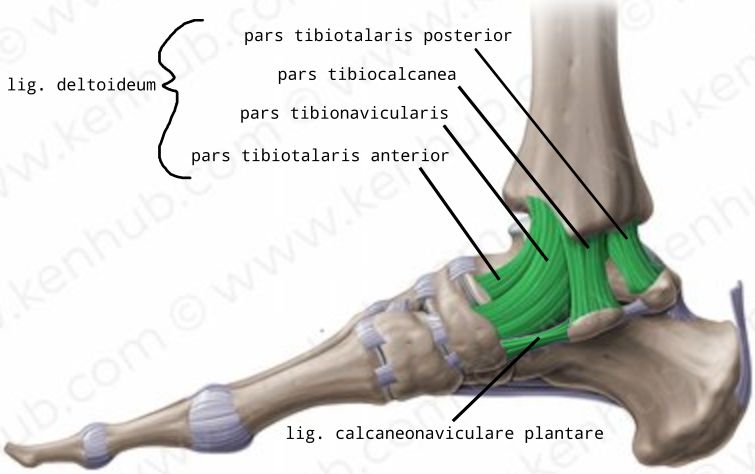 pars tibiotalaris posterior
lig. deltoideum
pars tibiocalcanea
pars tibionavicularis
pars tibiotalaris anterior
lig. calcaneonaviculare plantare
© www.kenhub.com